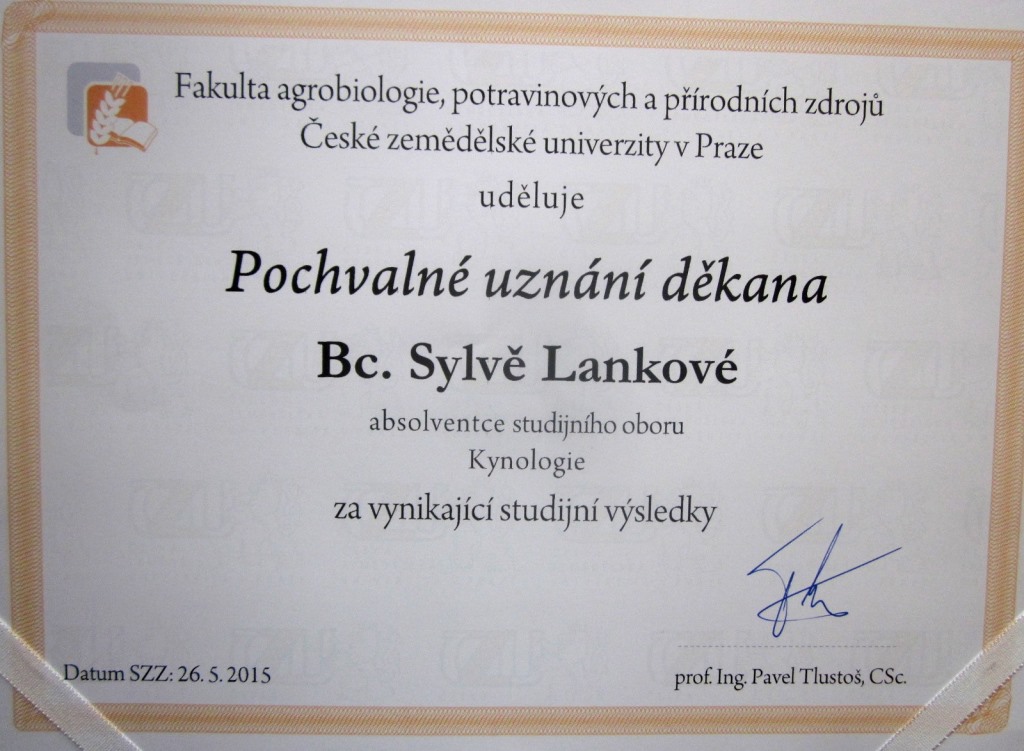 Fakulta agrobiologie, potravinových a přírodních zdrojů
České zemědělské univerzity v Praze
uděluje
Pochvalné uznání děkana
Bc. Sylvě Lankové
absolventce studijního oboru
Kynologie
za vynikající studijní výsledky
Datum SZZ: 26. 5. 2015
prof. Ing. Pavel Tlustoš, CSc.